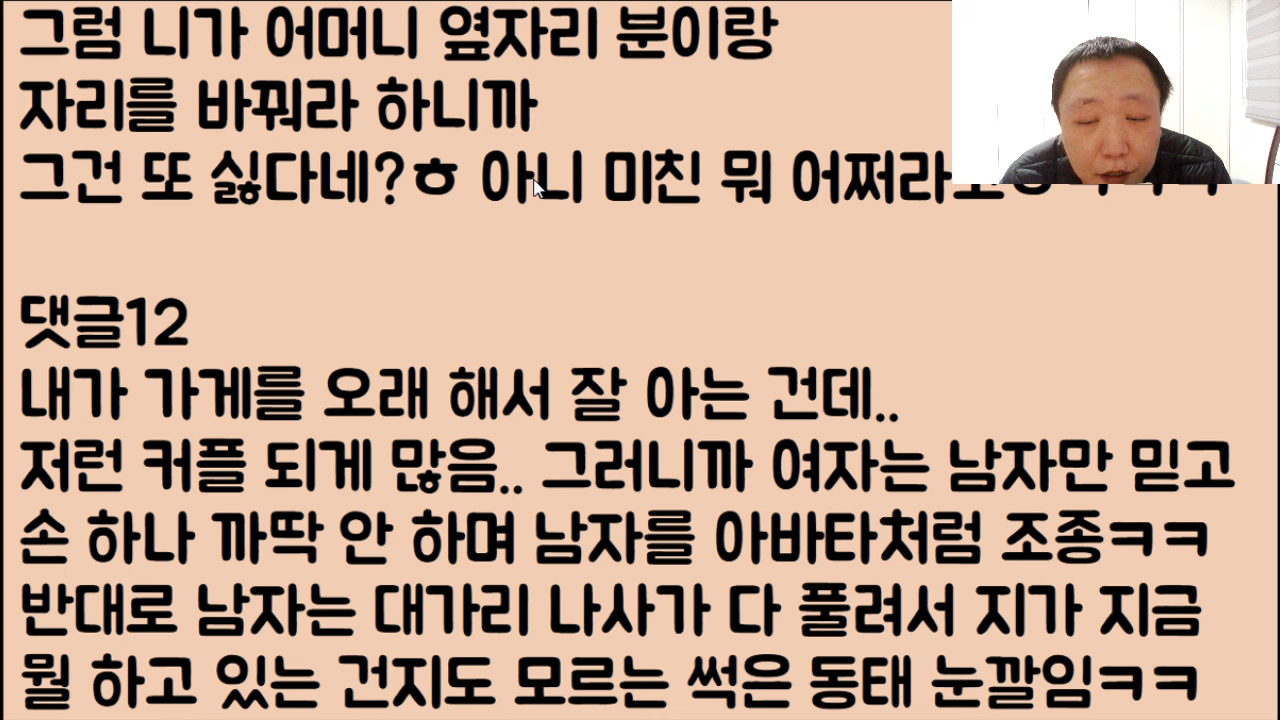 그럼 니가 어머니 옆자리 분이랑
자리를 바꿔라 하니까
그건 또 싫다네?ㅎ 아니 미친 뭐
댓글12
내가 가게를 오래 해서 잘 아는 건데..
저런 커플 되게 많음.. 그러니까 여자는 남자만 믿고
손 하나 까딱 안 하며 남자를 아바타처럼 조종ㅋㅋ
반대로 남자는 대가리 나사가 다 풀려서 지가 지금
뭘 하고 있는 건지도 모르는 썩은 동태 눈깔임ㅋㅋ